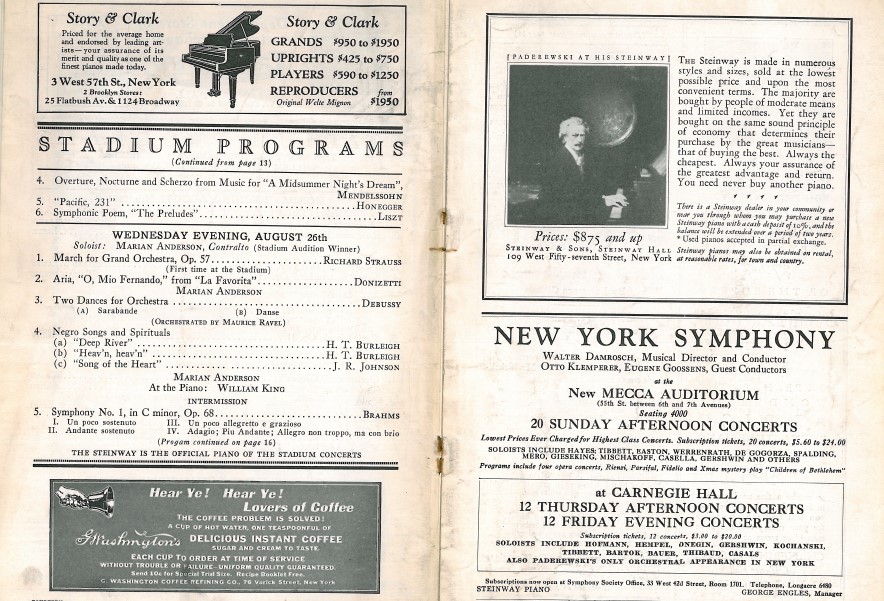 Story & Clark
Priced for the average home
and endorsed by leading art-
ists—your assurance of its
merit and quality as one of the
finest pianos made today.
3 West 57th St., New York
2 Brooklyn Stores:
25 Flatbush Av. & 1124 Broadway
Story & Clark
GRANDS $950 to $1950
UPRIGHTS $425 to $750
PLAYERS $590 to $1250
REPRODUCERS from
Original Welte Mignon $1950
STADIUM PROGRAMS
(Continued from page 13)
4. Overture, Nocturne and Scherzo from Music for "A Midsummer Night's Dream",
MENDELSSOHN
5. "Pacific, 231" HONEGER
6. Symphonic Poem, "The Preludes" LISZT
WEDNESDAY EVENING, AUGUST 26th
Soloist: MARIAN ANDERSON, Contralto (Stadium Audition Winner)
1. March for Grand Orchestra, Op. 57 RICHARD STRAUSS
(First time at the Stadium)
2. Aria, "O, Mio Fernando," from "La Favorita" DONIZETTI
MARIAN ANDERSON
3. Two Dances for Orchestra DEBUSSY
(A) Sarabande (B) Danse
(ORCHESTRATED BY MAURICE RAVEL)
4. Negro Songs and Spirituals
(a) "Deep River" H. T. BURLEIGH
(b) "Heav'n, heav'n" H. T. BURLEIGH
(c) "Song of the Heart" J. R. JOHNSON
MARIAN ANDERSON
At the Piano: WILLIAM KING
INTERMISSION
5. Symphony No. 1, in C minor, Op. 68 BRAHMS
I. Un poco sostenuto III. Un poco allegretto e grazioso
II. Andante sostenuto IV. Adagio; Piu Andante; Allegro non troppo, ma con brio
(Progam continued on page 16)
THE STEINWAY IS THE OFFICIAL PIANO OF THE STADIUM CONCERTS
Hear Ye! Hear Ye!
Lovers of Coffee
THE COFFEE PROBLEM IS SOLVED!
A CUP OF HOT WATER, ONE TEASPOONFUL OF
G.Washington's DELICIOUS INSTANT COFFEE
SUGAR AND CREAM TO TASTE.
EACH CUP TO ORDER AT TIME OF SERVICE
WITHOUT TROUBLE OR FAILURE—UNIFORM QUALITY GUARANTEED.
Send 10c for Special Trial Size. Recipe Booklet Free.
G. WASHINGTON COFFEE REFINING CO., 76 Varick Street, New York
PADEREWSKI AT HIS STEINWAY
Prices: $875 and up
STEINWAY & SONS, STEINWAY HALL
109 West Fifty-seventh Street, New York
THE Steinway is made in numerous
styles and sizes, sold at the lowest
possible price and upon the most
convenient terms. The majority are
bought by people of moderate means
and limited incomes. Yet they are
bought on the same sound principle
of economy that determines their
purchase by the great musicians—
that of buying the best. Always the
cheapest. Always your assurance of
the greatest advantage and return.
You need never buy another piano.
There is a Steinway dealer in your community or
near you through whom you may purchase a new
Steinway piano with a cash deposit of 10%, and the
balance will be extended over a period of two years.
* Used pianos accepted in partial exchange.
Steinway pianos may also be obtained on rental,
at reasonable rates, for town and country.
NEW YORK SYMPHONY
WALTER DAMROSCH, Musical Director and Conductor
OTTO KLEMPERER, EUGENE GOOSSENS, Guest Conductors
at the
New MECCA AUDITORIUM
(55th St. between 6th and 7th Avenues)
Seating 4000
20 SUNDAY AFTERNOON CONCERTS
Lowest Prices Ever Charged for Highest Class Concerts. Subscription tickets, 20 concerts, $5.60 to $24.00
SOLOISTS INCLUDE HAYES; TIBBETT, EASTON, WERRENRATH, DE GOGORZA, SPALDING,
MERO, GIESEKING, MISCHAKOFF, CASELLA, GERSHWIN AND OTHERS
Programs include four opera concerts, Rienzi, Parsifal, Fidelio and Xmas mystery play "Children of Bethlehem"
at CARNEGIE HALL
12 THURSDAY AFTERNOON CONCERTS
12 FRIDAY EVENING CONCERTS
Subscription tickets, 12 concerts, $3.00 to $20.00
SOLOISTS INCLUDE HOFMANN, HEMPEL, ONEGIN, GERSHWIN, KOCHANSKI,
TIBBETT, BARTOK, BAUER, THIBAUD, CASALS
ALSO PADEREWSKI'S ONLY ORCHESTRAL APPEARANCE IN NEW YORK
Subscriptions now open at Symphony Society Office, 33 West 42d Street, Room 1701. Telephone, Longacre 6480
STEINWAY PIANO GEORGE ENGLES, Manager